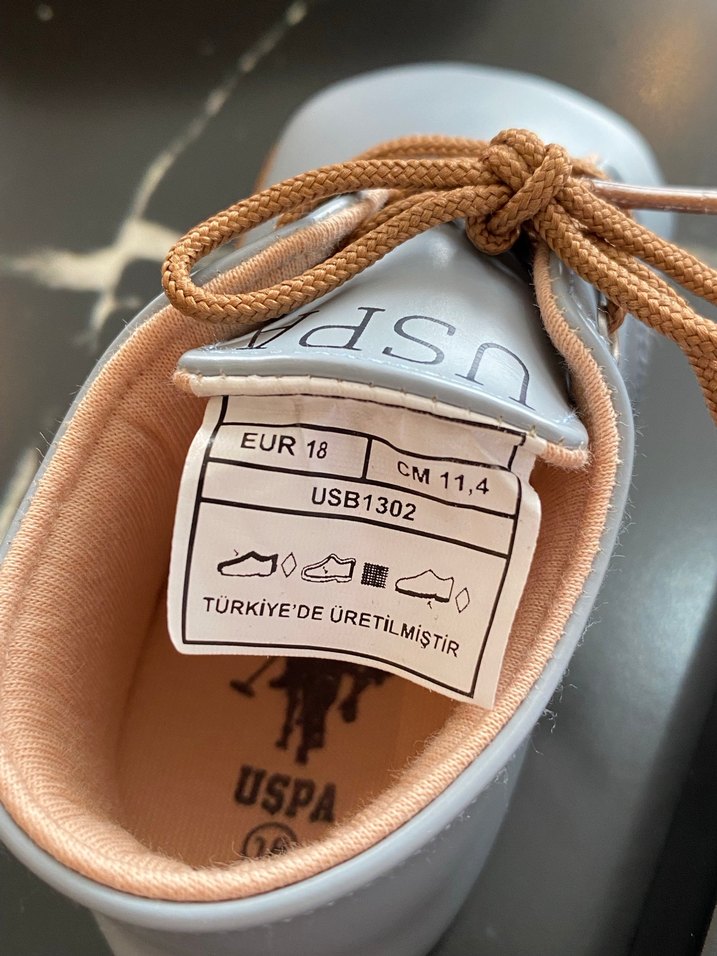 USPA
EUR 18
CM 11,4
USB1302
TÜRKİYE'DE ÜRETİLMİŞTİR
USPA